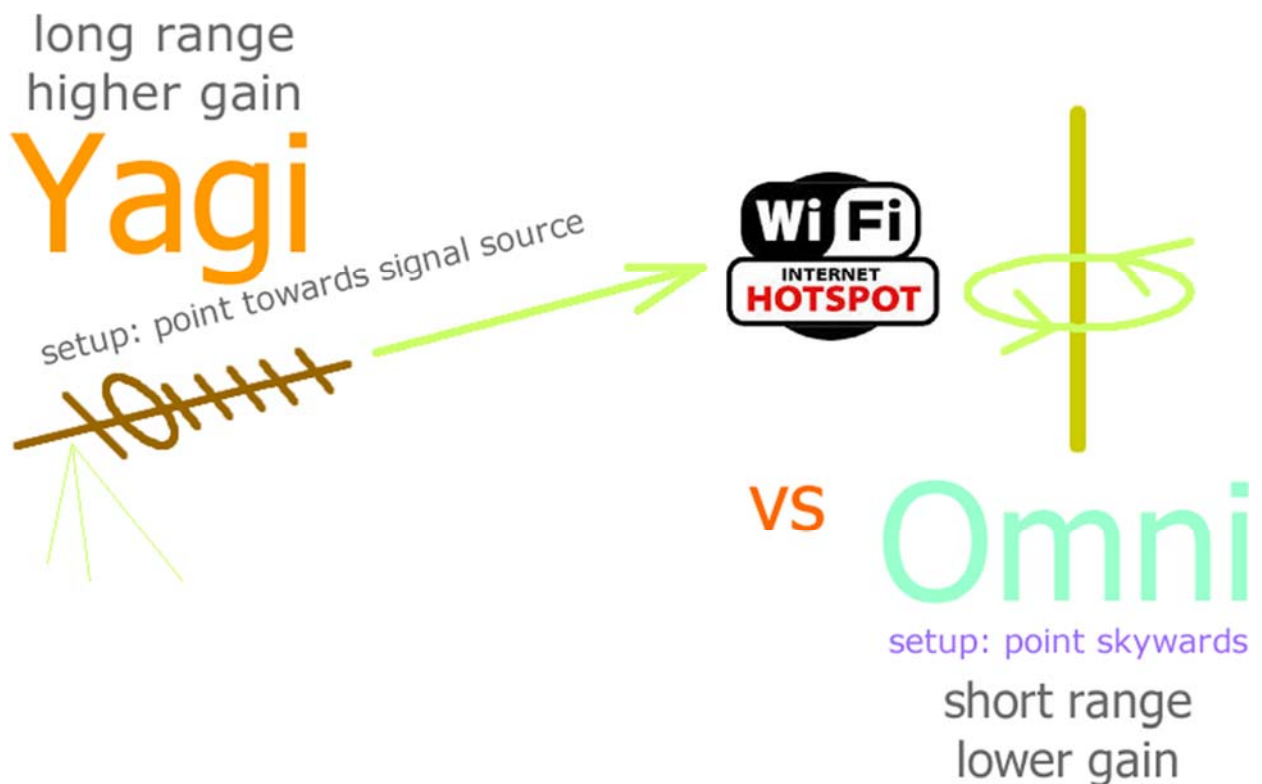 long range
higher gain
Yagi
setup: point towards signal source
Wi Fi
INTERNET
HOTSPOT
vs
Omni
setup: point skywards
short range
lower gain